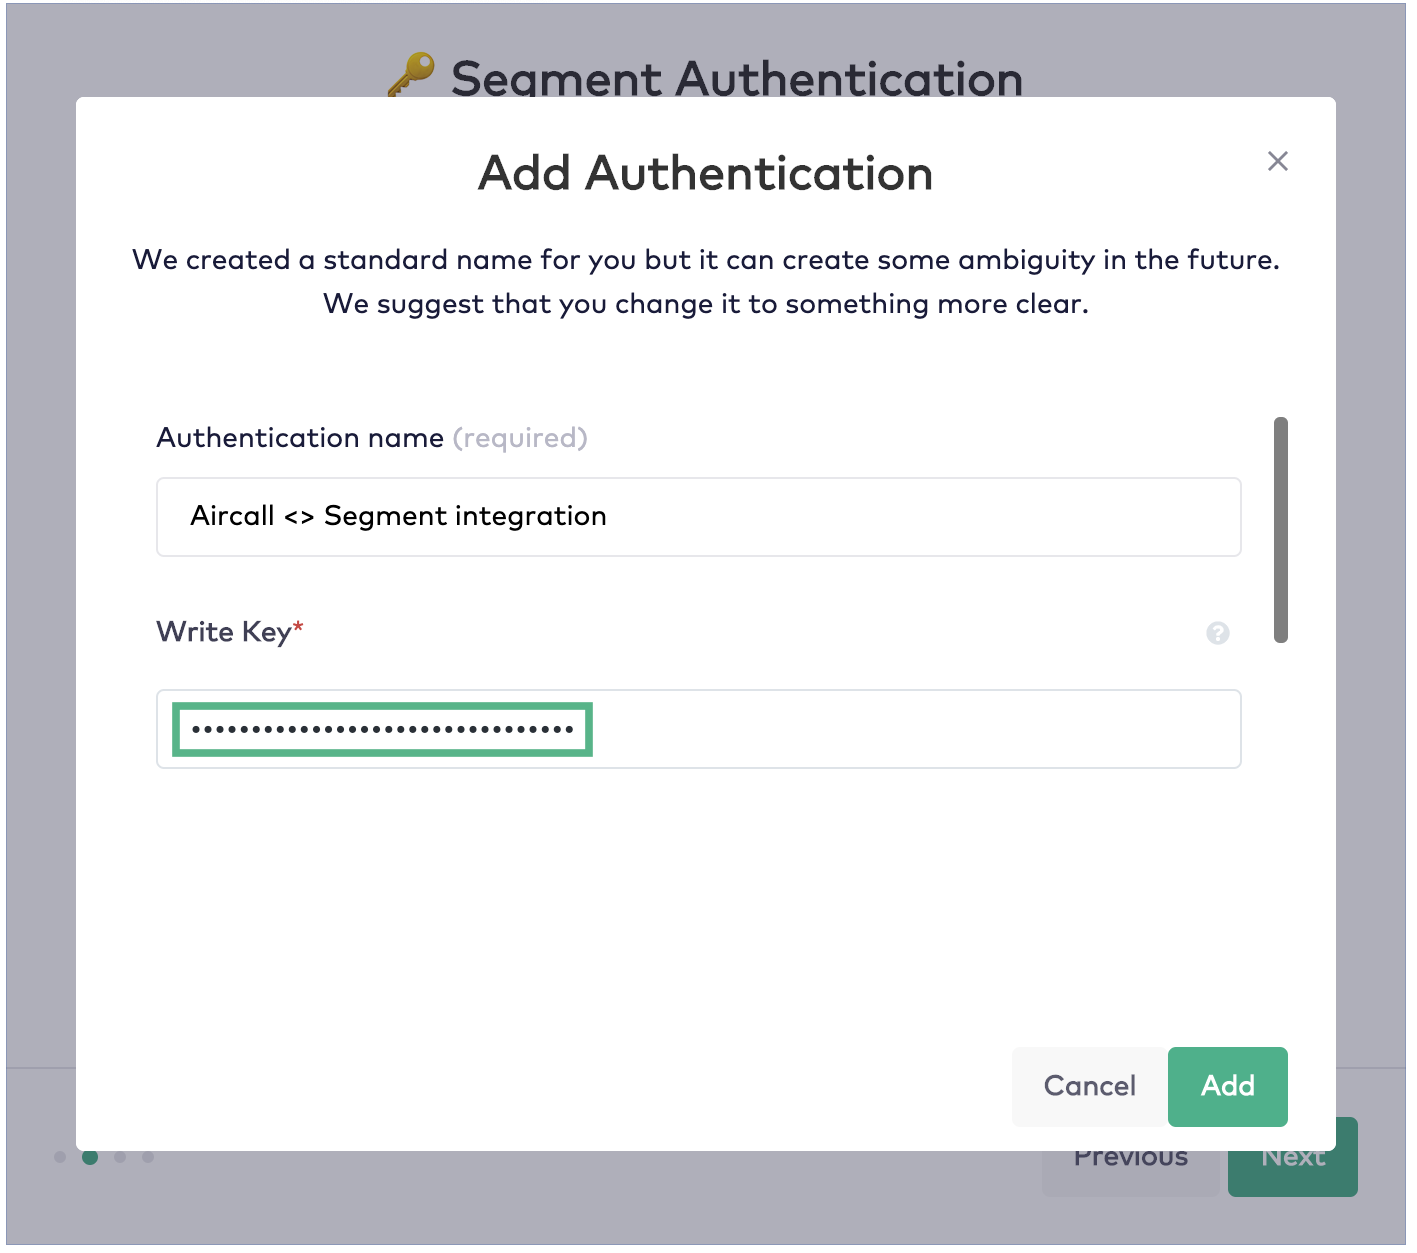 Segment Authentication
Add Authentication
We created a standard name for you but it can create some ambiguity in the future.
We suggest that you change it to something more clear.
Authentication name (required)
Aircall <> Segment integration
Write Key*
?
••••••••••••••••••••••••••••••••
Cancel
Add
Previous
Next